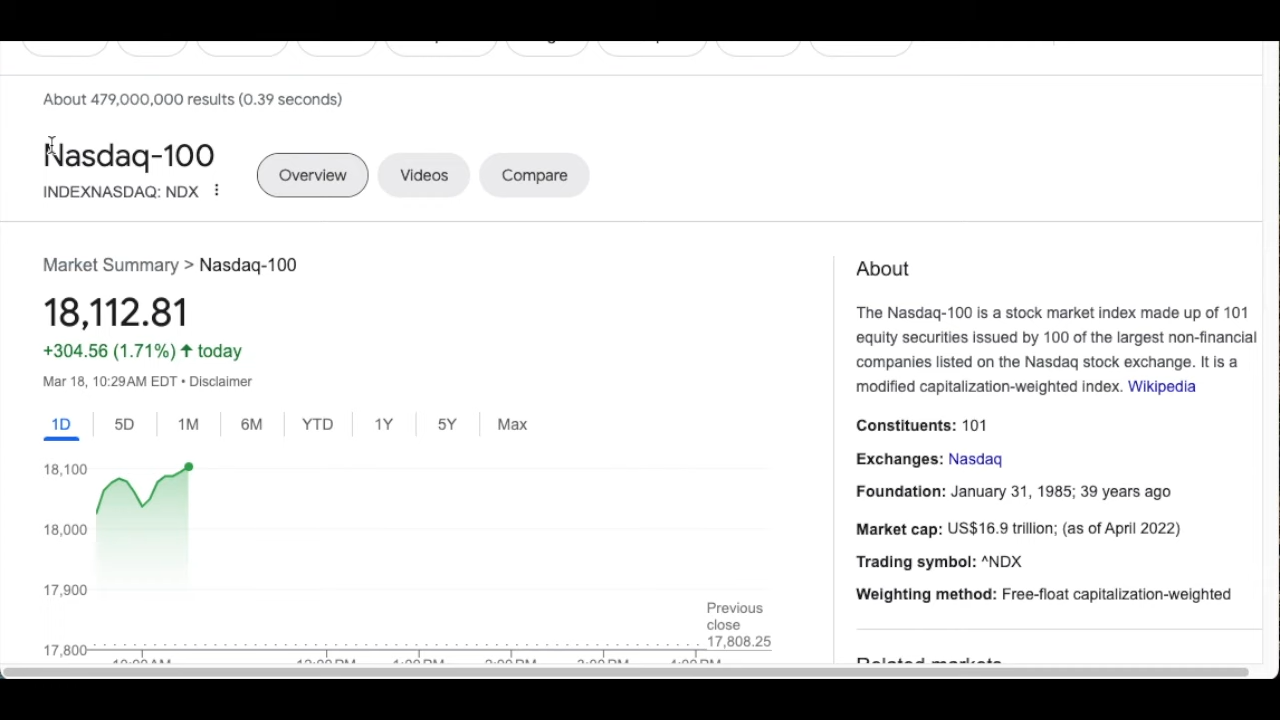 About 479,000,000 results (0.39 seconds)
Nasdaq-100
INDEXNASDAQ: NDX
Overview
Videos
Compare
Market Summary > Nasdaq-100
18,112.81
+304.56 (1.71%) ↑ today
Mar 18, 10:29 AM EDT • Disclaimer
1D
5D
1M
6M
YTD
1Y
5Y
Max
18,100
18,000
17,900
17,800
Previous
close
17,808.25
About
The Nasdaq-100 is a stock market index made up of 101
equity securities issued by 100 of the largest non-financial
companies listed on the Nasdaq stock exchange. It is a
modified capitalization-weighted index. Wikipedia
Constituents: 101
Exchanges: Nasdaq
Foundation: January 31, 1985; 39 years ago
Market cap: US$16.9 trillion; (as of April 2022)
Trading symbol: ^NDX
Weighting method: Free-float capitalization-weighted
Related markets